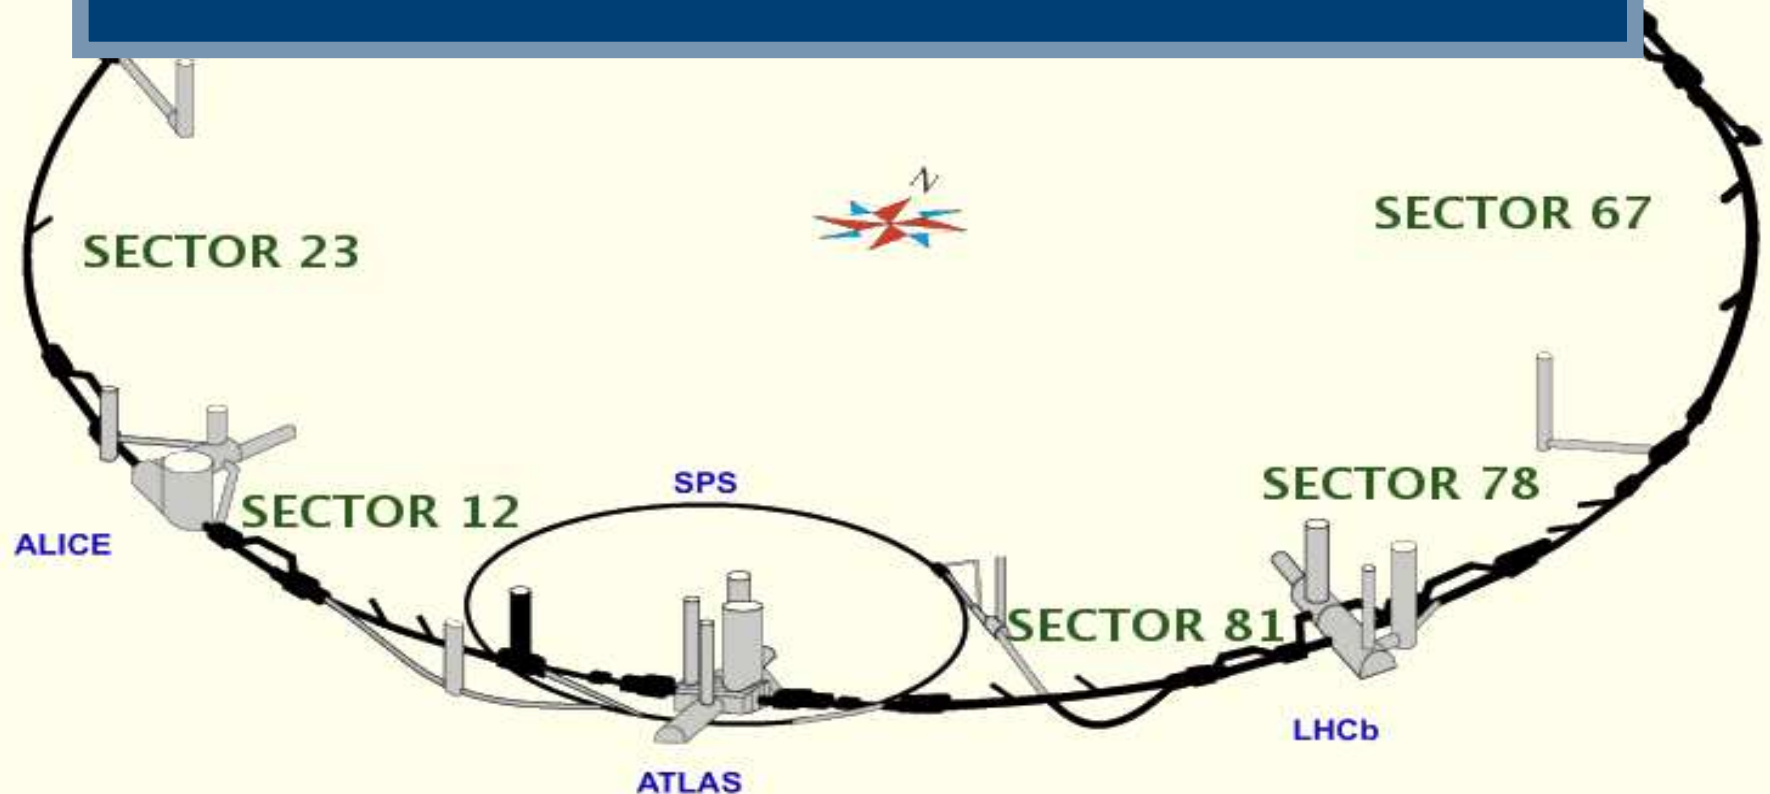 N
SECTOR 67
SECTOR 23
SPS
SECTOR 78
SECTOR 12
ALICE
SECTOR 81
LHCb
ATLAS